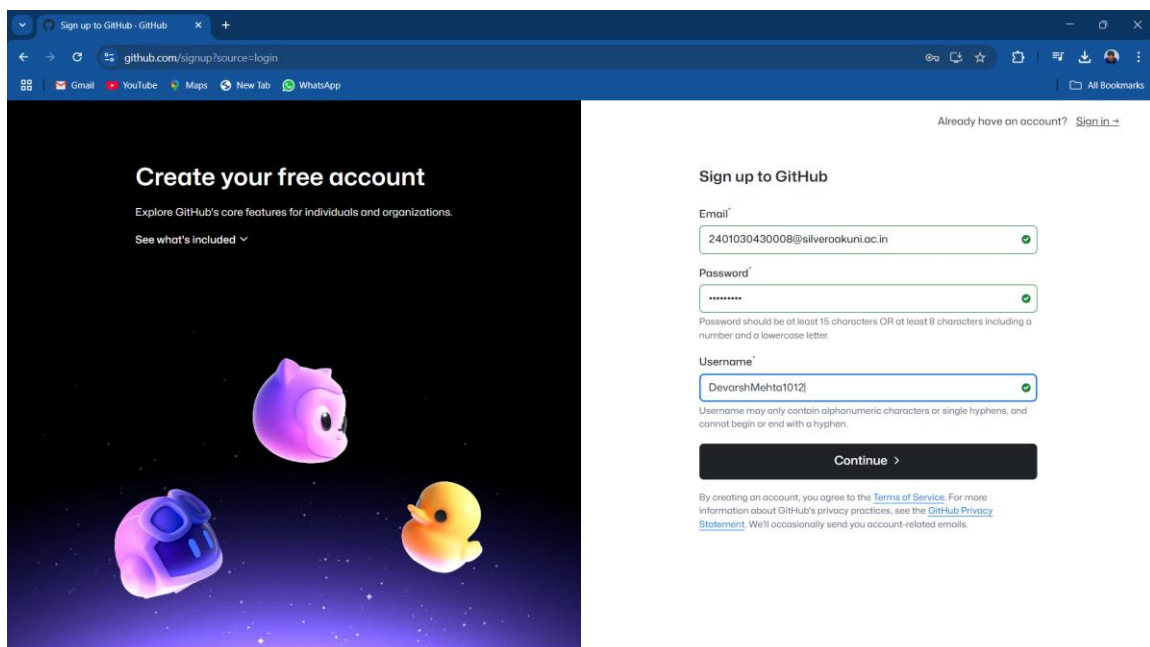 Sign up to GitHub · GitHub
github.com/signup?source=login
Gmail YouTube Maps New Tab WhatsApp All Bookmarks
Already have an account? Sign in →
Create your free account
Explore GitHub's core features for individuals and organizations.
See what's included
Sign up to GitHub
Email*
2401030430008@silveroakuni.ac.in
Password*
•••••••••
Password should be at least 15 characters OR at least 8 characters including a
number and a lowercase letter.
Username*
DevarshMehta1012
Username may only contain alphanumeric characters or single hyphens, and
cannot begin or end with a hyphen.
Continue >
By creating an account, you agree to the Terms of Service. For more
information about GitHub's privacy practices, see the GitHub Privacy
Statement. We'll occasionally send you account-related emails.